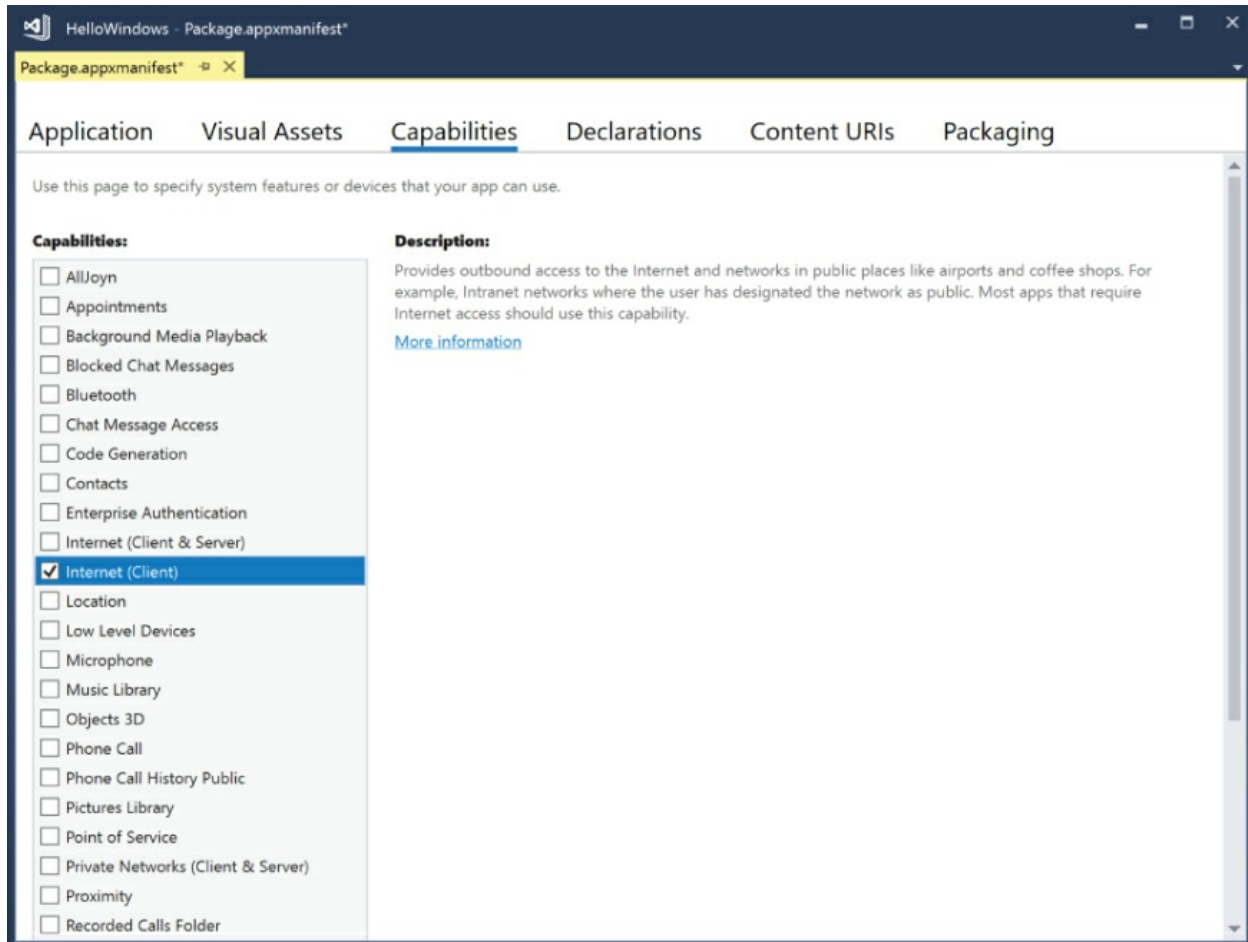 HelloWindows - Package.appxmanifest*
Package.appxmanifest*
Application Visual Assets Capabilities Declarations Content URIs Packaging
Use this page to specify system features or devices that your app can use.
Capabilities:
AllJoyn
Appointments
Background Media Playback
Blocked Chat Messages
Bluetooth
Chat Message Access
Code Generation
Contacts
Enterprise Authentication
Internet (Client & Server)
Internet (Client)
Location
Low Level Devices
Microphone
Music Library
Objects 3D
Phone Call
Phone Call History Public
Pictures Library
Point of Service
Private Networks (Client & Server)
Proximity
Recorded Calls Folder
Description:
Provides outbound access to the Internet and networks in public places like airports and coffee shops. For
example, Intranet networks where the user has designated the network as public. Most apps that require
Internet access should use this capability.
More information